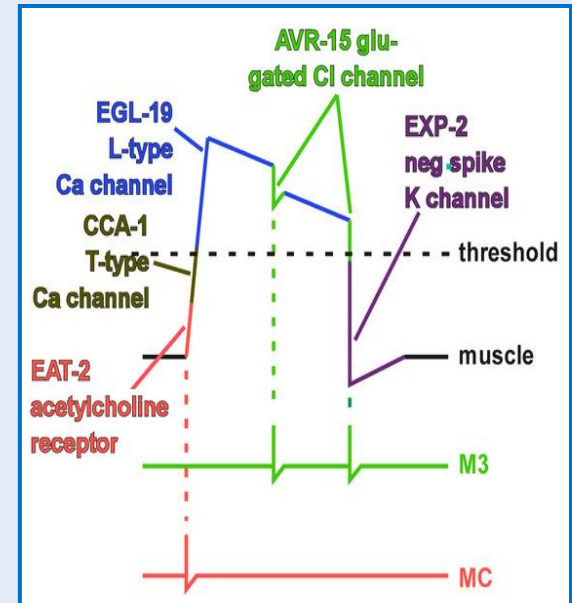 AVR-15 glu-
gated Cl channel
EGL-19
L-type
Ca channel
EXP-2
neg spike
K channel
CCA-1
T-type
Ca channel
threshold
muscle
EAT-2
acetylcholine
receptor
M3
MC